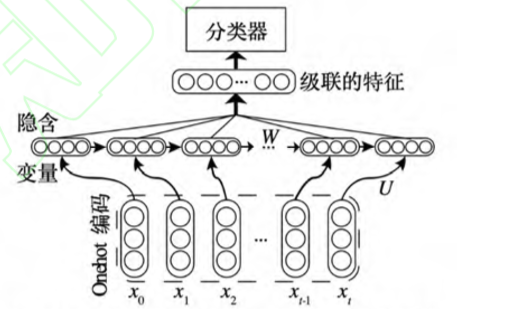 分类器
级联的特征
隐含
变量
W
U
Onehot 编码
x0 x1 x2 ... xt-1 xt